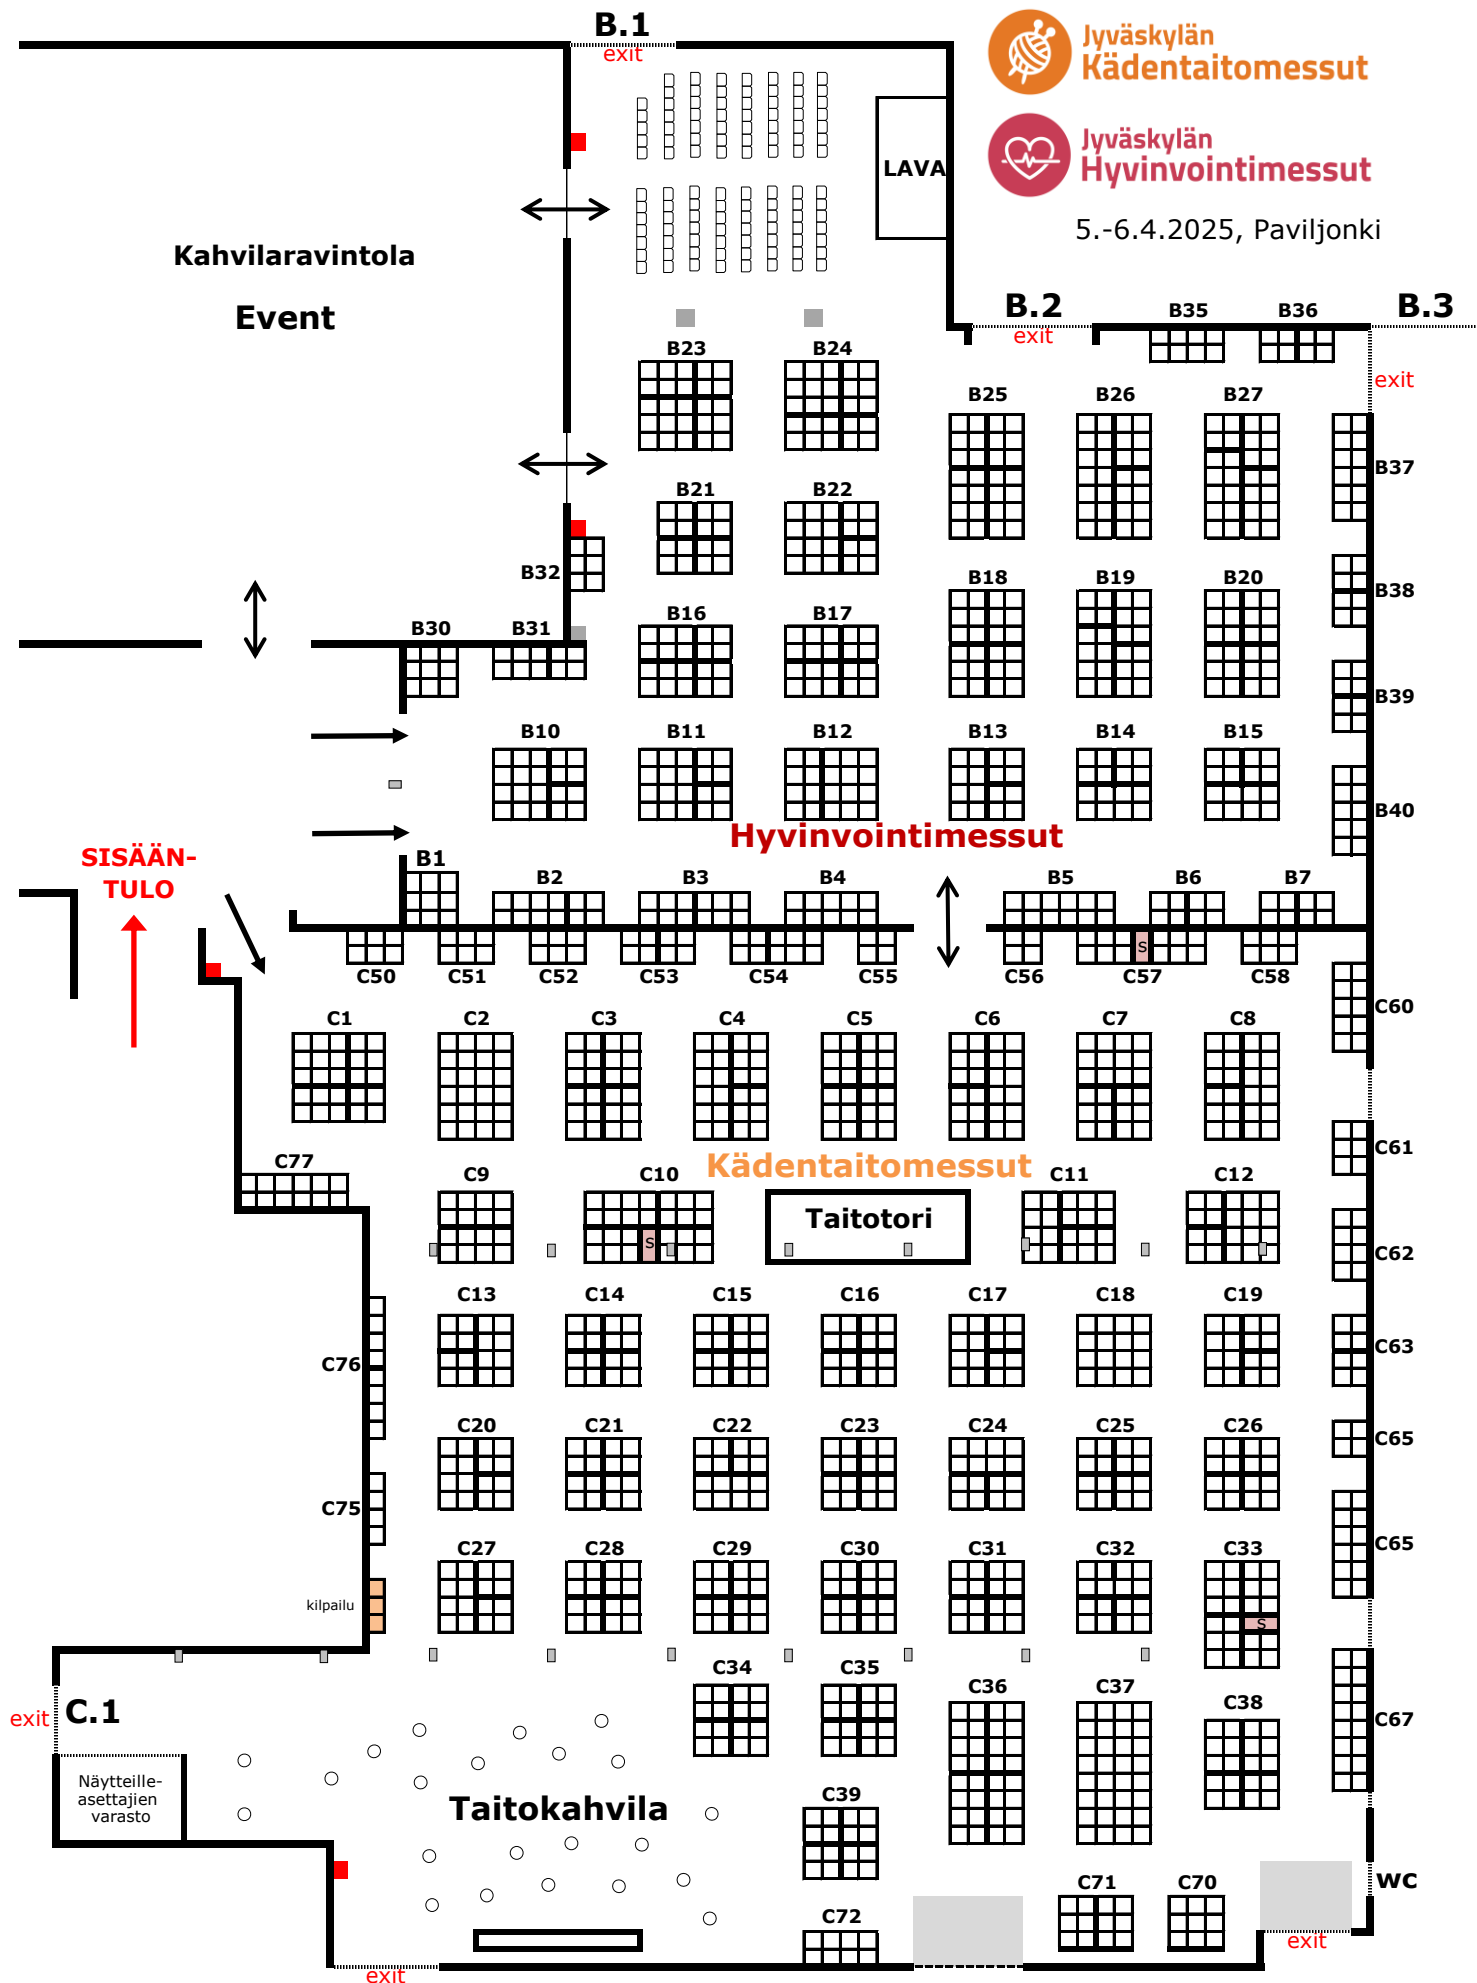 B.1
exit
Jyväskylän
Kädentaitomessut
Jyväskylän
Hyvinvointimessut
5.-6.4.2025, Paviljonki
LAVA
Kahvilaravintola
Event
B.2
exit
B35
B36
B.3
exit
B23
B24
B25
B26
B27
B37
B21
B22
B32
B18
B19
B20
B38
B30
B31
B16
B17
B39
B10
B11
B12
B13
B14
B15
B40
Hyvinvointimessut
SISÄÄN-
TULO
B1
B2
B3
B4
B5
B6
B7
S
C50
C51
C52
C53
C54
C55
C56
C57
C58
C60
C1
C2
C3
C4
C5
C6
C7
C8
C61
C77
Kädentaitomessut
C9
C10
C11
C12
Taitotori
S
C62
C13
C14
C15
C16
C17
C18
C19
C63
C76
C20
C21
C22
C23
C24
C25
C26
C65
C75
C27
C28
C29
C30
C31
C32
C33
C65
kilpailu
S
C34
C35
C36
C37
C38
C67
exit
C.1
Näytteille-
asettajien
varasto
Taitokahvila
C39
C71
C70
wc
C72
exit
exit